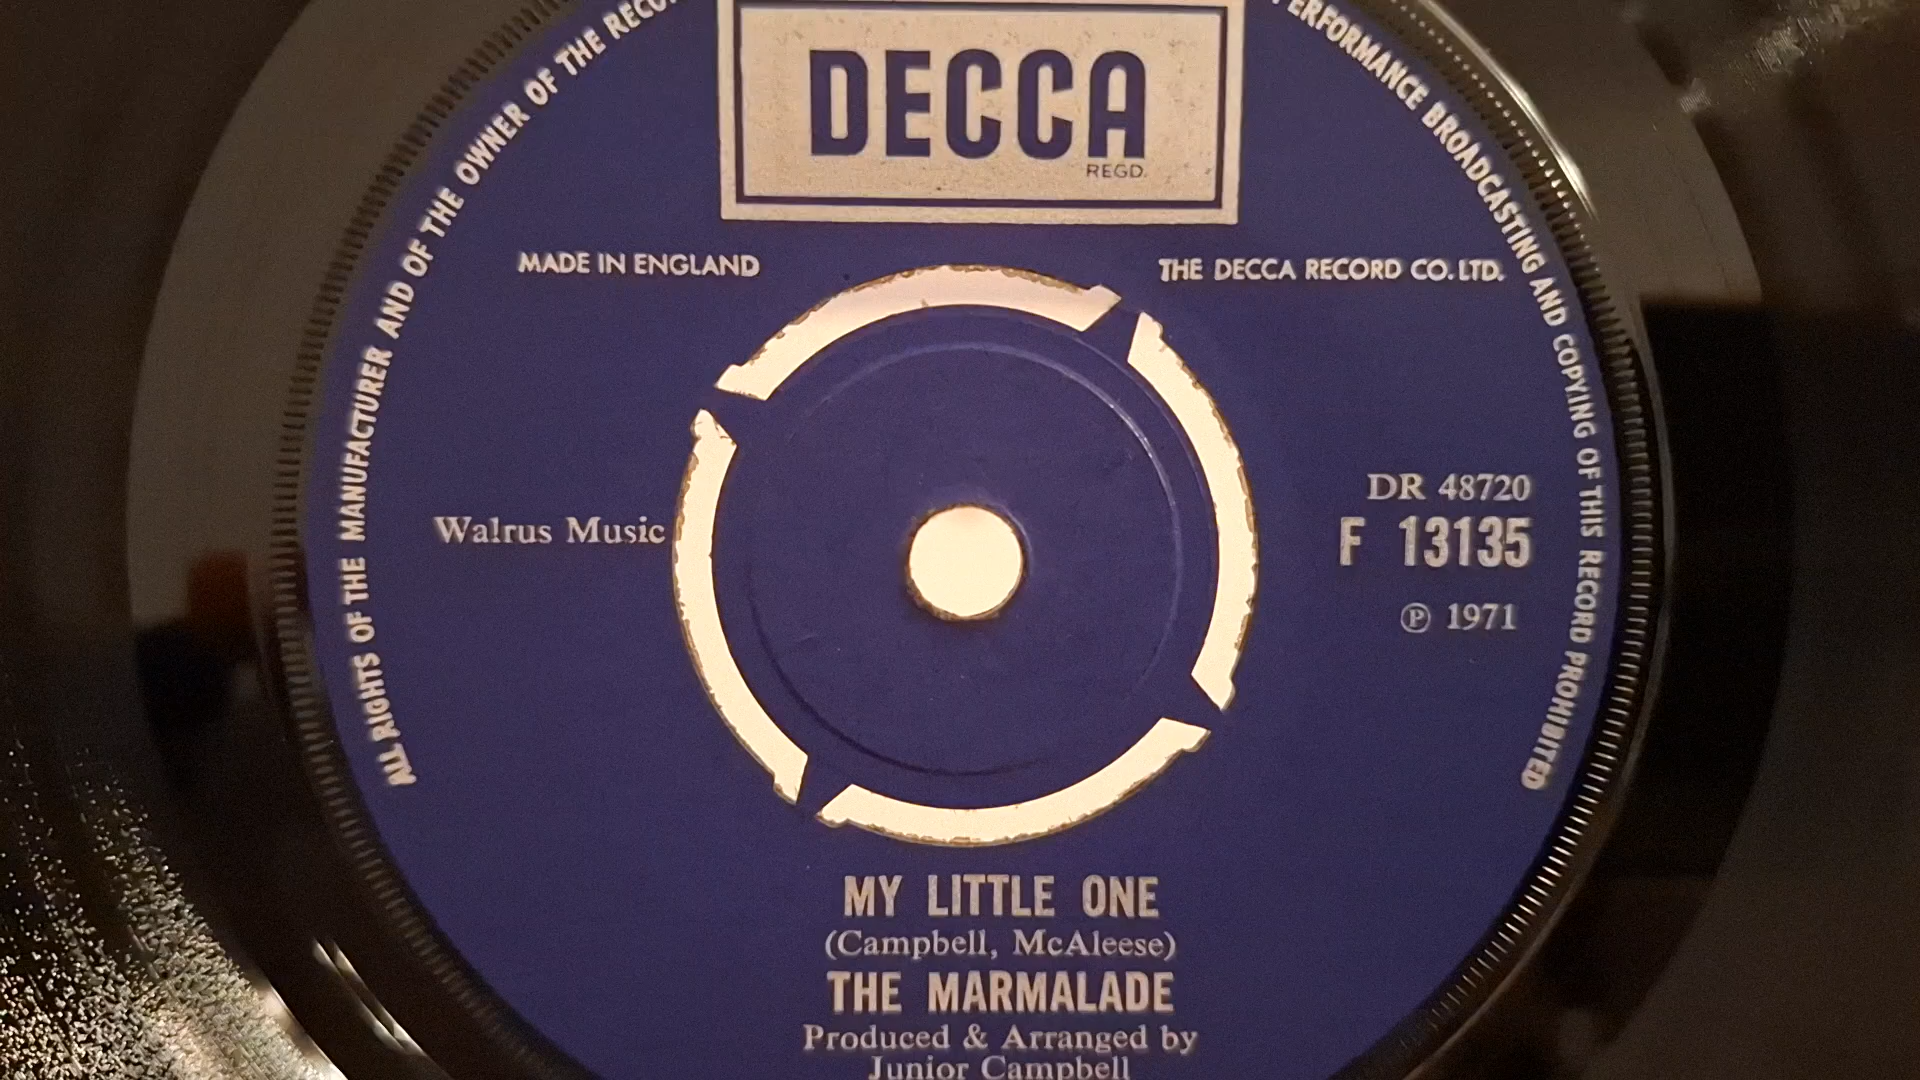 DECCA
REGD.
ALL RIGHTS OF THE MANUFACTURER AND OF THE OWNER OF THE
PERFORMANCE BROADCASTING AND COPYING OF THIS RECORD PROHIBITED
MADE IN ENGLAND
THE DECCA RECORD CO. LTD.
Walrus Music
DR 48720
F 13135
℗ 1971
MY LITTLE ONE
(Campbell, McAleese)
THE MARMALADE
Produced & Arranged by
Junior Campbell